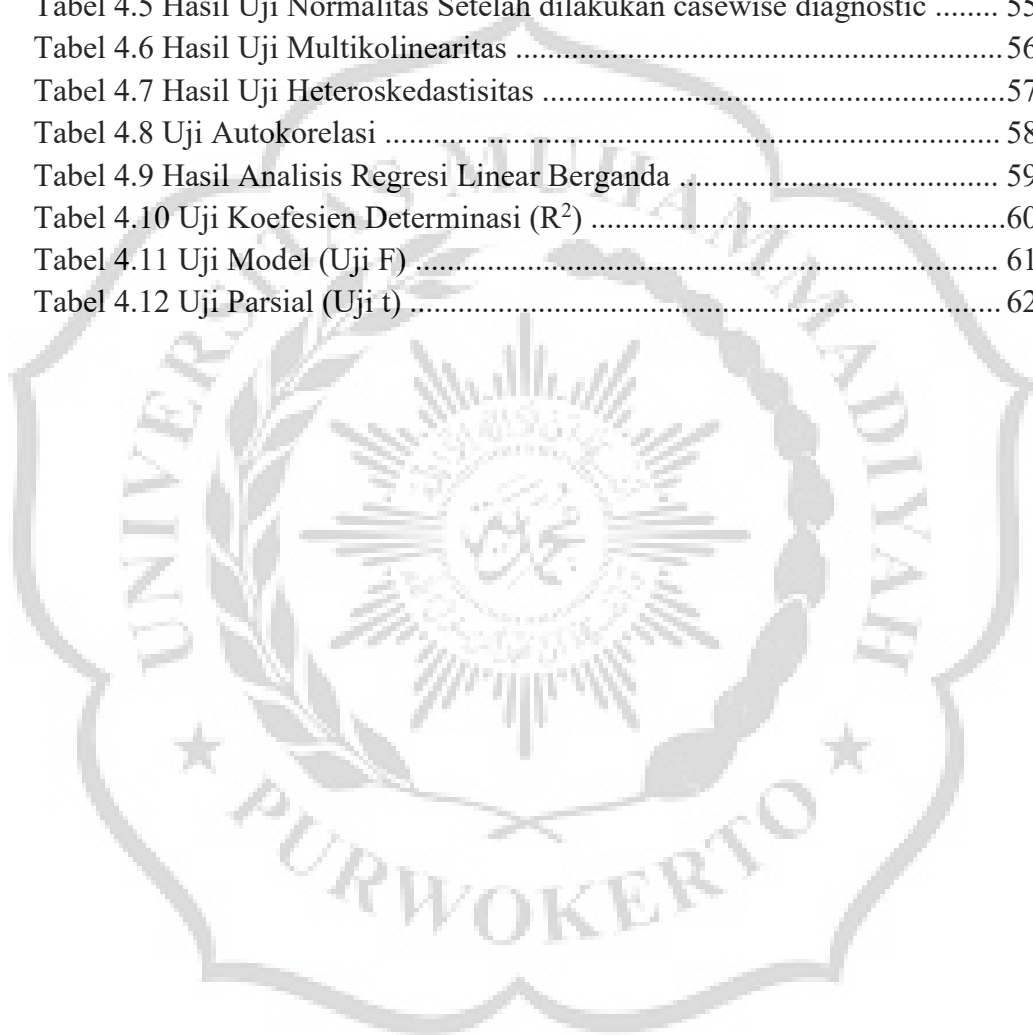 Tabel 4.5 Hasil Uji Normalitas Setelah dilakukan casewise diagnostic ........ 55
Tabel 4.6 Hasil Uji Multikolinearitas ............................................................. 56
Tabel 4.7 Hasil Uji Heteroskedastisitas ..........................................................57
Tabel 4.8 Uji Autokorelasi ............................................................................. 58
Tabel 4.9 Hasil Analisis Regresi Linear Berganda ........................................ 59
Tabel 4.10 Uji Koefesien Determinasi (R²) ...................................................60
Tabel 4.11 Uji Model (Uji F) ......................................................................... 61
Tabel 4.12 Uji Parsial (Uji t) .......................................................................... 62
UNIVERSITAS MUHAMMADIYAH
PURWOKERTO